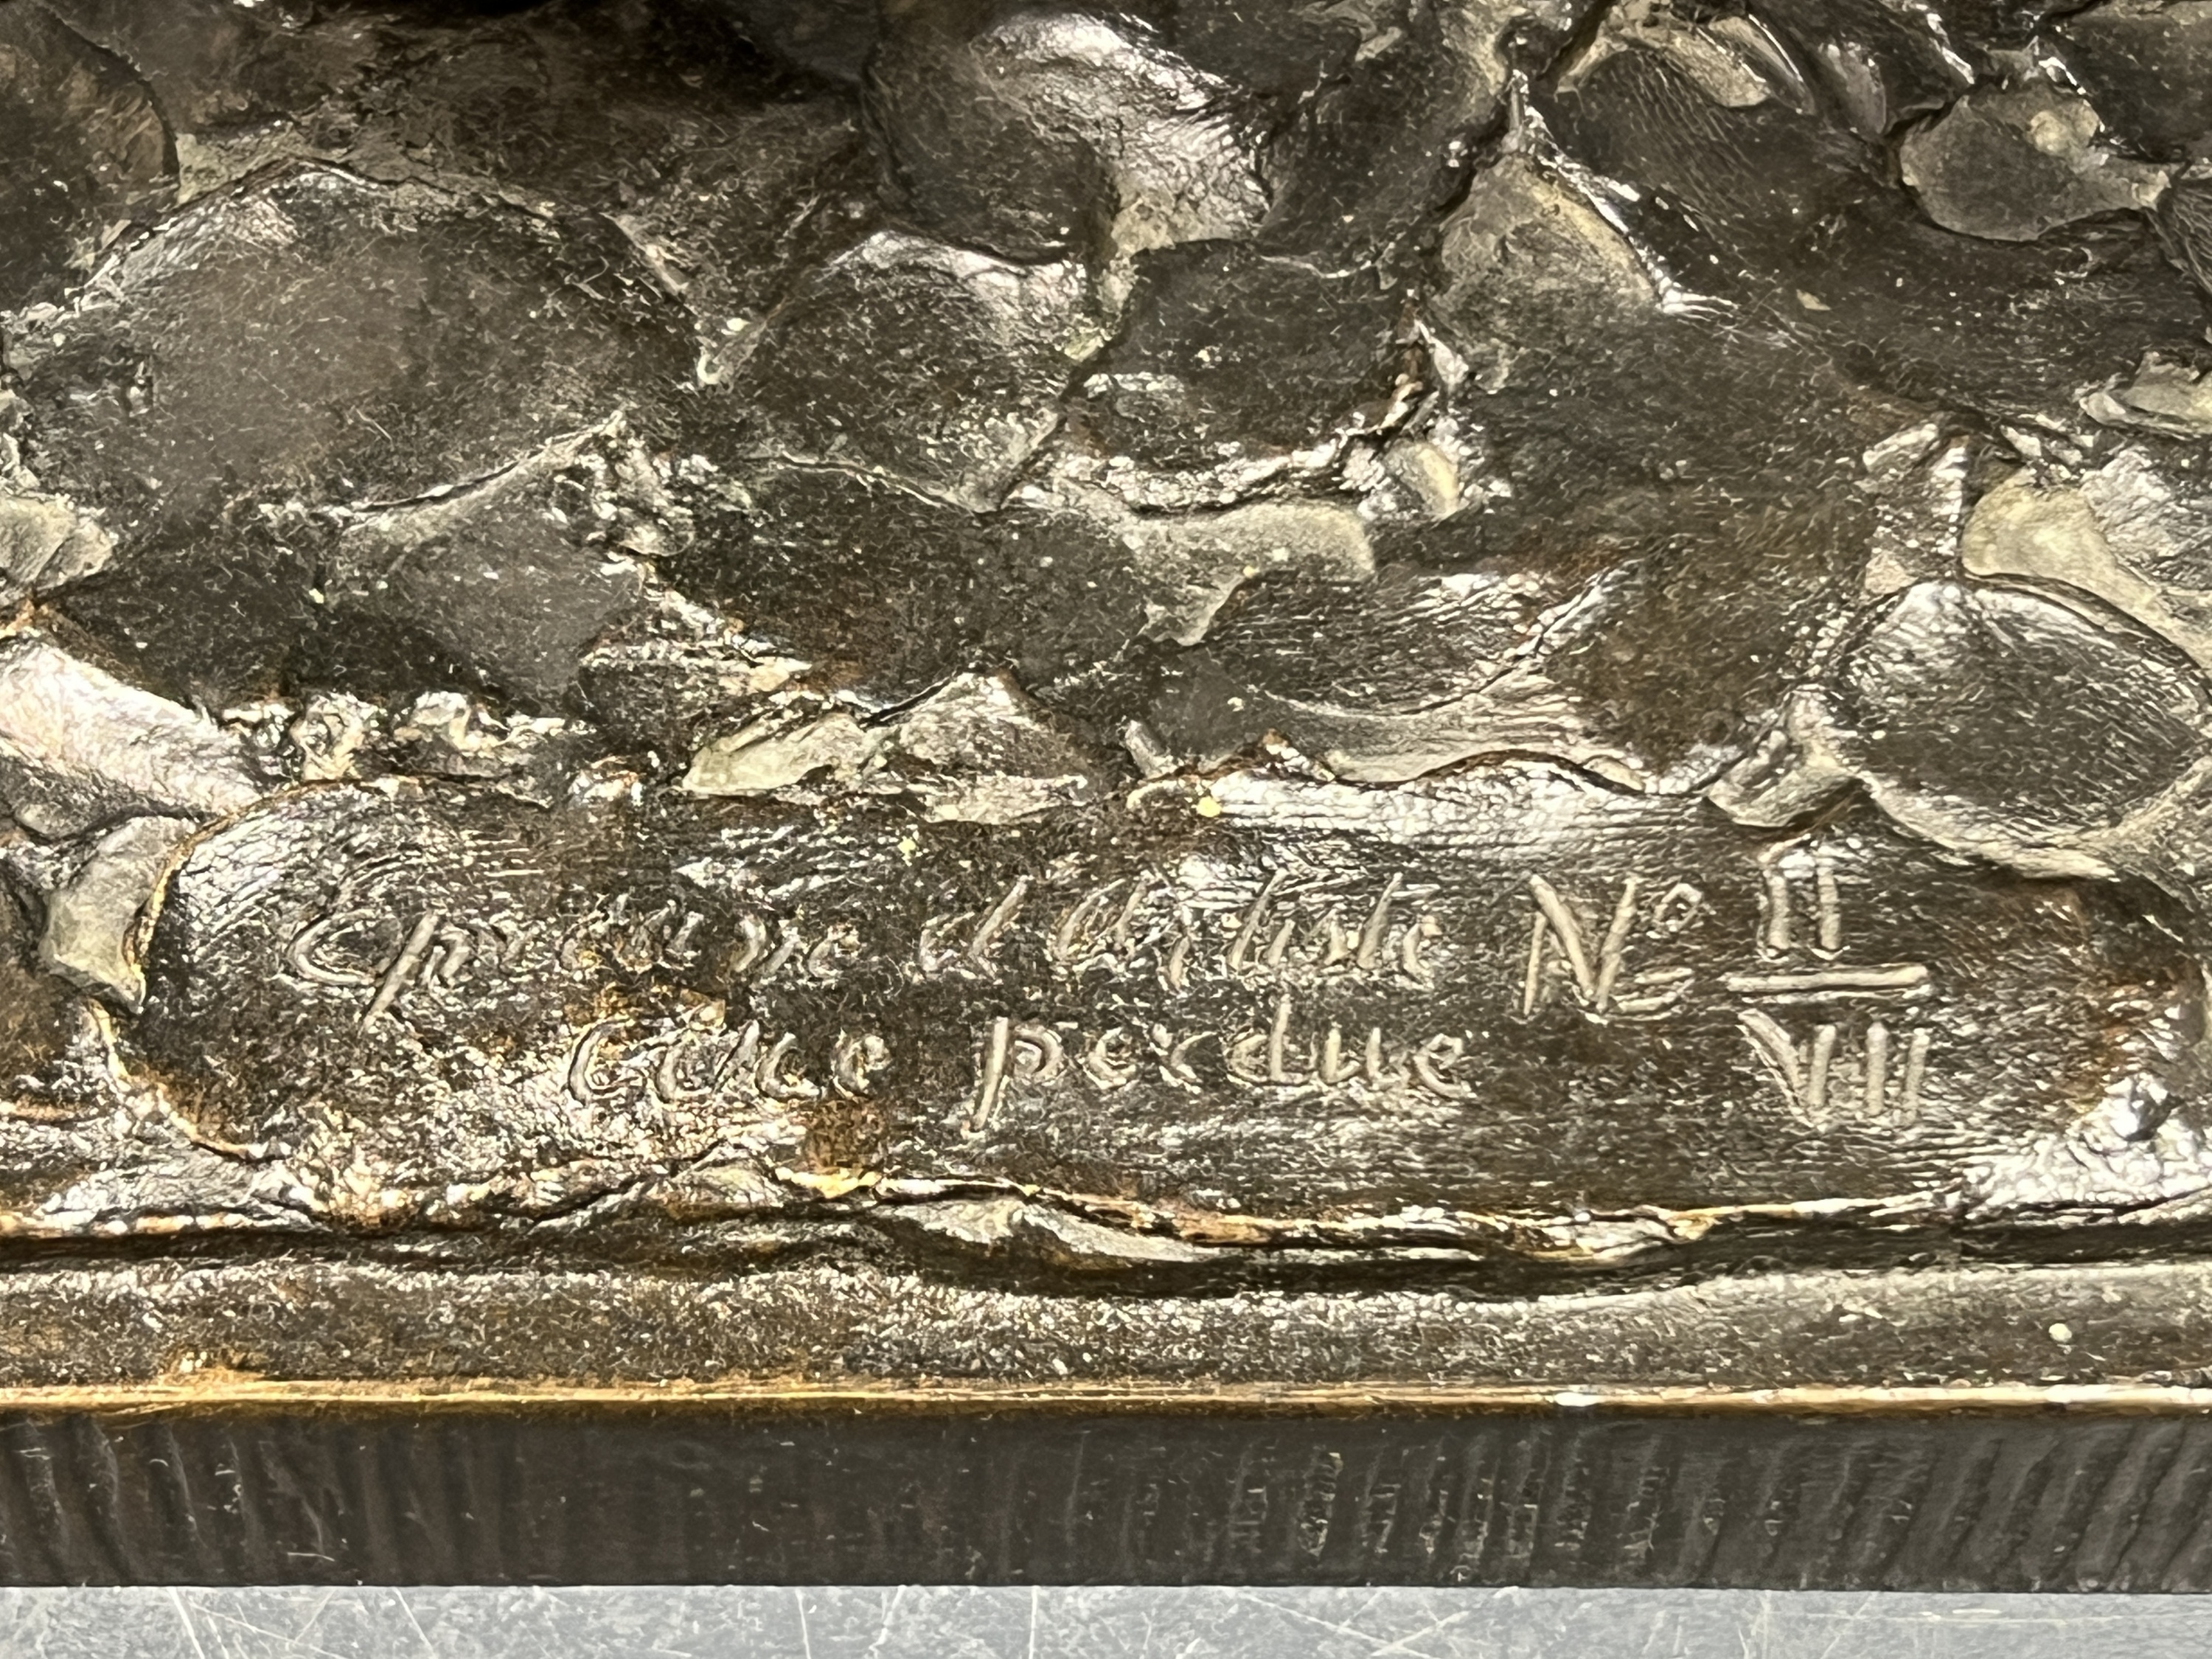 Epreuve d'artiste Nº II/VII
Cire perdue